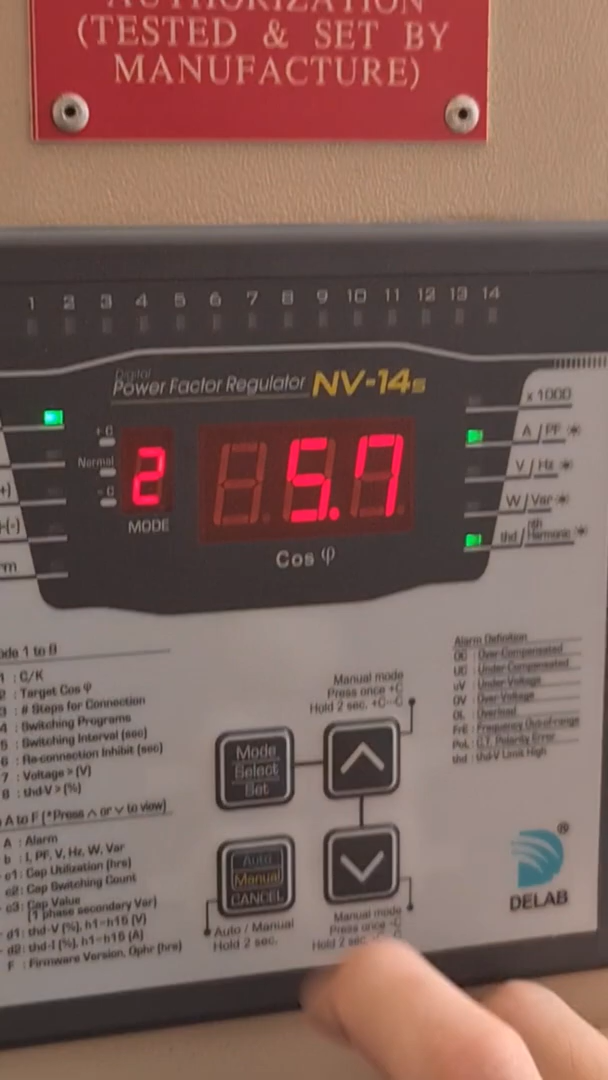 AUTHORIZATION
(TESTED & SET BY
MANUFACTURE)
1 2 3 4 5 6 7 8 9 10 11 12 13 14
Digital
Power Factor Regulator NV-14s
x 1000
+C
A / PF
Normal
V / Hz
-C
W / Var
thd / Harmonic
2
5.7
MODE
Cos φ
1 : C/K
2 : Target Cos φ
3 : # Steps for Connection
4 : Switching Programs
5 : Switching Interval (sec)
6 : Re-connection Inhibit (sec)
7 : Voltage > (V)
8 : thd-V > (%)
A to F (*Press ∧ or ∨ to view)
A : Alarm
b : I, PF, V, Hz, W, Var
c1 : Cap Utilization (hrs)
c2 : Cap Switching Count
c3 : Cap Value
(1 phase secondary Var)
d1 : thd-V (%), h1~h15 (V)
d2 : thd-I (%), h1~h15 (A)
F : Firmware Version, Ophr (hrs)
Manual mode
Press once +C
Hold 2 sec. +C
Mode
Select
Set
Auto
Manual
CANCEL
Auto / Manual
Hold 2 sec.
Manual mode
Press once -C
Hold 2 sec.
Alarm Definition
OC : Over-Compensated
UC : Under-Compensated
uV : Under-Voltage
OV : Over-Voltage
OL : Overload
FrE : Frequency Out-of-range
PoL : C.T. Polarity Error
thd : thd-V Limit High
®
DELAB